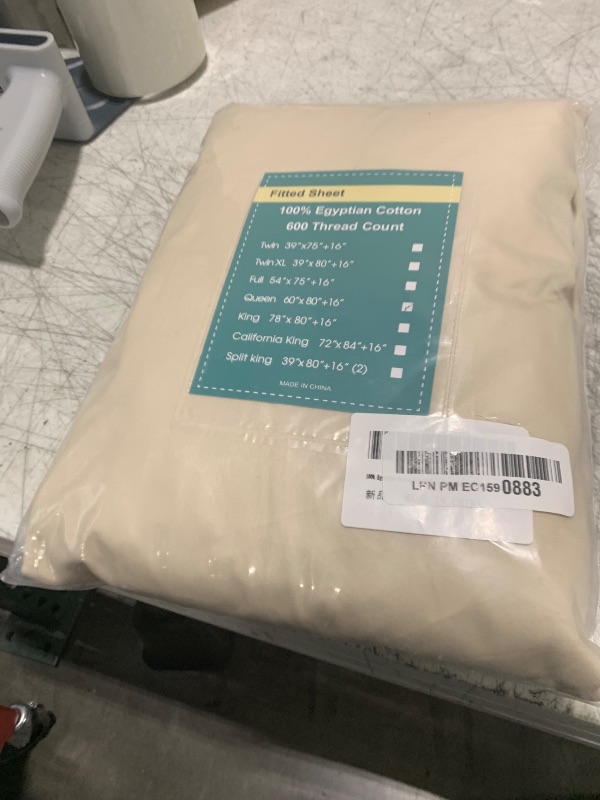 Fitted Sheet
100% Egyptian Cotton
600 Thread Count
Twin 39"x75"+16"
Twin XL 39"x80"+16"
Full 54"x75"+16"
Queen 60"x80"+16"
King 78"x80"+16"
California King 72"x84"+16"
Split king 39"x80"+16" (2)
MADE IN CHINA
LPN PM EC1590883
新品